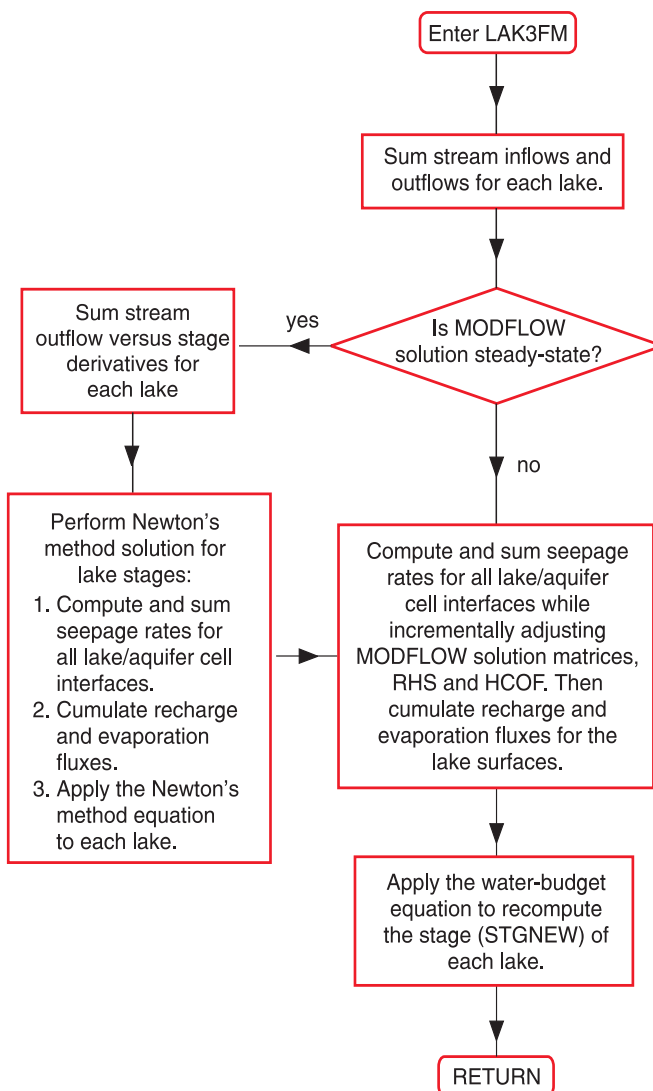 Enter LAK3FM
Sum stream inflows and
outflows for each lake.
Is MODFLOW
solution steady-state?
yes
Sum stream
outflow versus stage
derivatives for
each lake
no
Perform Newton's
method solution for
lake stages:
1. Compute and sum
seepage rates for
all lake/aquifer cell
interfaces.
2. Cumulate recharge
and evaporation
fluxes.
3. Apply the Newton's
method equation
to each lake.
Compute and sum seepage
rates for all lake/aquifer
cell interfaces while
incrementally adjusting
MODFLOW solution matrices,
RHS and HCOF. Then
cumulate recharge and
evaporation fluxes for the
lake surfaces.
Apply the water-budget
equation to recompute
the stage (STGNEW) of
each lake.
RETURN